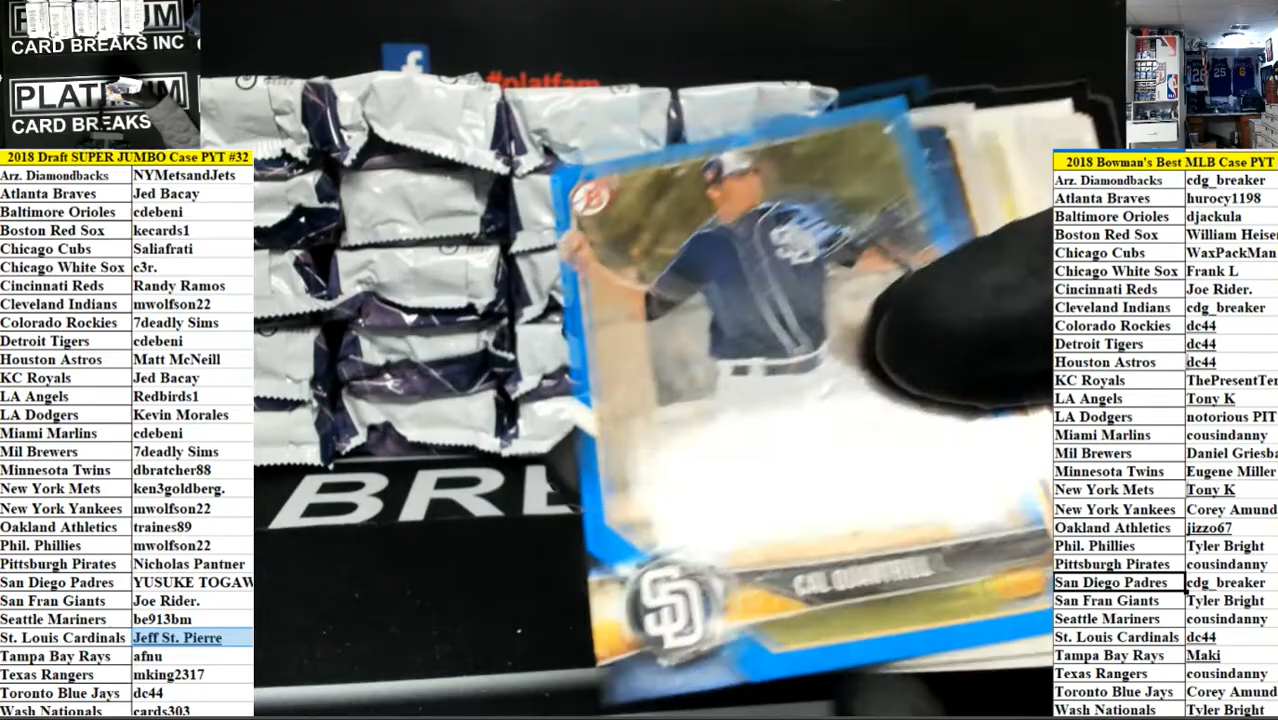 CARD BREAKS INC
PLATINUM
CARD BREAKS
f
#platfam
2018 Draft SUPER JUMBO Case PYT #32
Arz. Diamondbacks NYMetsandJets
Atlanta Braves Jed Bacay
Baltimore Orioles cdebeni
Boston Red Sox kecards1
Chicago Cubs Saliafrati
Chicago White Sox c3r.
Cincinnati Reds Randy Ramos
Cleveland Indians mwolfson22
Colorado Rockies 7deadly Sims
Detroit Tigers cdebeni
Houston Astros Matt McNeill
KC Royals Jed Bacay
LA Angels Redbirds1
LA Dodgers Kevin Morales
Miami Marlins cdebeni
Mil Brewers 7deadly Sims
Minnesota Twins dbratcher88
New York Mets ken3goldberg.
New York Yankees mwolfson22
Oakland Athletics traines89
Phil. Phillies mwolfson22
Pittsburgh Pirates Nicholas Pantner
San Diego Padres YUSUKE TOGAW
San Fran Giants Joe Rider.
Seattle Mariners be913bm
St. Louis Cardinals Jeff St. Pierre
Tampa Bay Rays afnu
Texas Rangers mking2317
Toronto Blue Jays dc44
Wash Nationals cards303
BRE
SD
CAL QUANTRILL
2018 Bowman's Best MLB Case PYT
Arz. Diamondbacks cdg_breaker
Atlanta Braves hurocy1198
Baltimore Orioles djackula
Boston Red Sox William Heise
Chicago Cubs WaxPackMan
Chicago White Sox Frank L
Cincinnati Reds Joe Rider.
Cleveland Indians cdg_breaker
Colorado Rockies dc44
Detroit Tigers dc44
Houston Astros dc44
KC Royals ThePresentTer
LA Angels Tony K
LA Dodgers notorious PIT
Miami Marlins cousindanny
Mil Brewers Daniel Griesba
Minnesota Twins Eugene Miller
New York Mets Tony K
New York Yankees Corey Amund
Oakland Athletics jizzo67
Phil. Phillies Tyler Bright
Pittsburgh Pirates cousindanny
San Diego Padres cdg_breaker
San Fran Giants Tyler Bright
Seattle Mariners cousindanny
St. Louis Cardinals dc44
Tampa Bay Rays Maki
Texas Rangers cousindanny
Toronto Blue Jays Corey Amund
Wash Nationals Tyler Bright